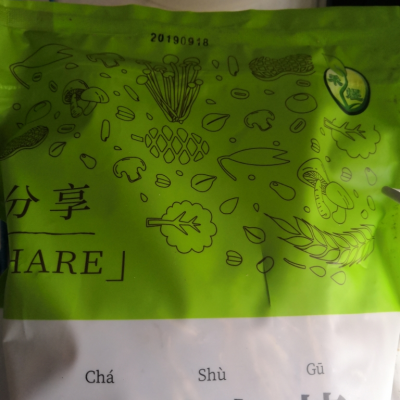 20190918
分享
HARE」
Chá Shù Gū